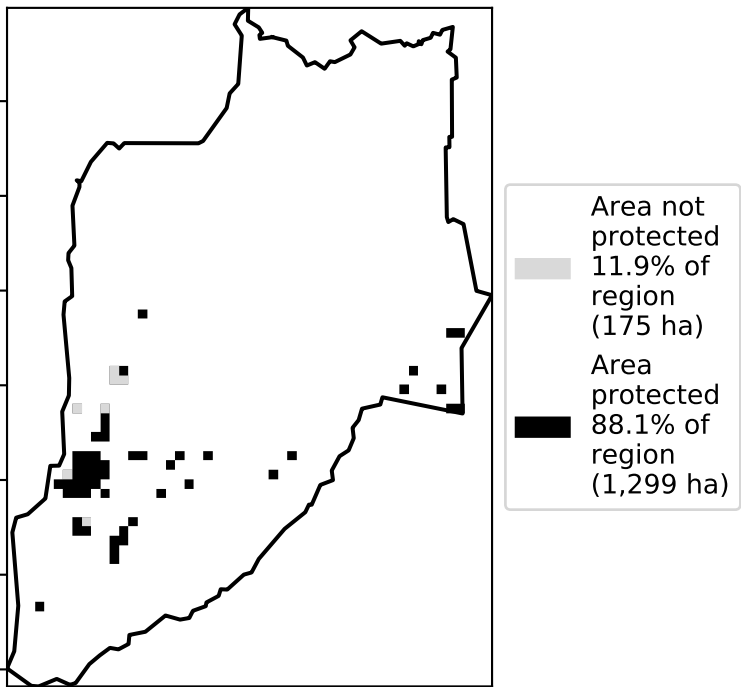 Area not
protected
11.9% of
region
(175 ha)
Area
protected
88.1% of
region
(1,299 ha)